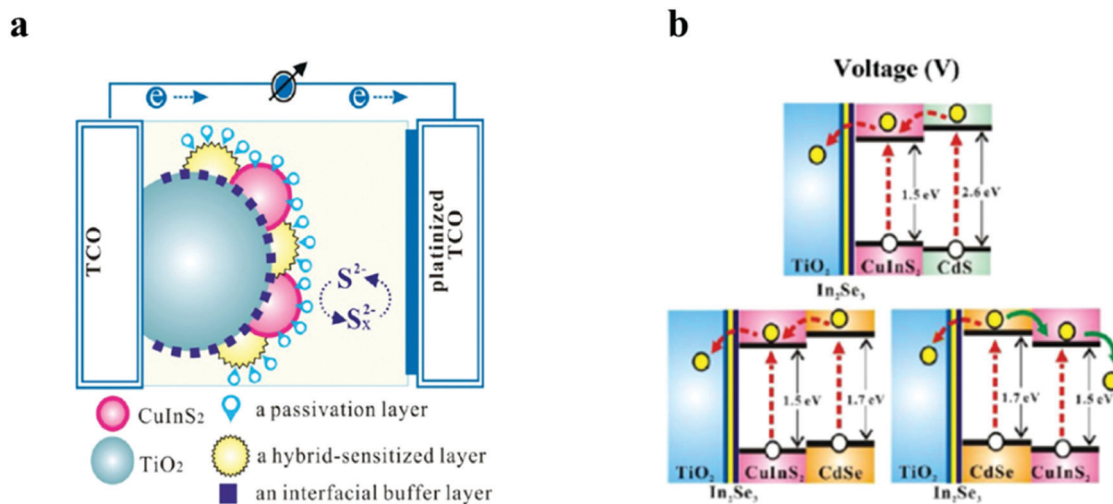 a
b
e
e
TCO
platinized
TCO
S²⁻
Sₓ²⁻
CuInS₂
a passivation layer
TiO₂
a hybrid-sensitized layer
an interfacial buffer layer
Voltage (V)
1.5 eV
2.6 eV
TiO₂
CuInS₂
CdS
In₂Se₃
1.5 eV
1.7 eV
TiO₂
CuInS₂
CdSe
In₂Se₃
1.7 eV
1.5 eV
TiO₂
CdSe
CuInS₂
In₂Se₃